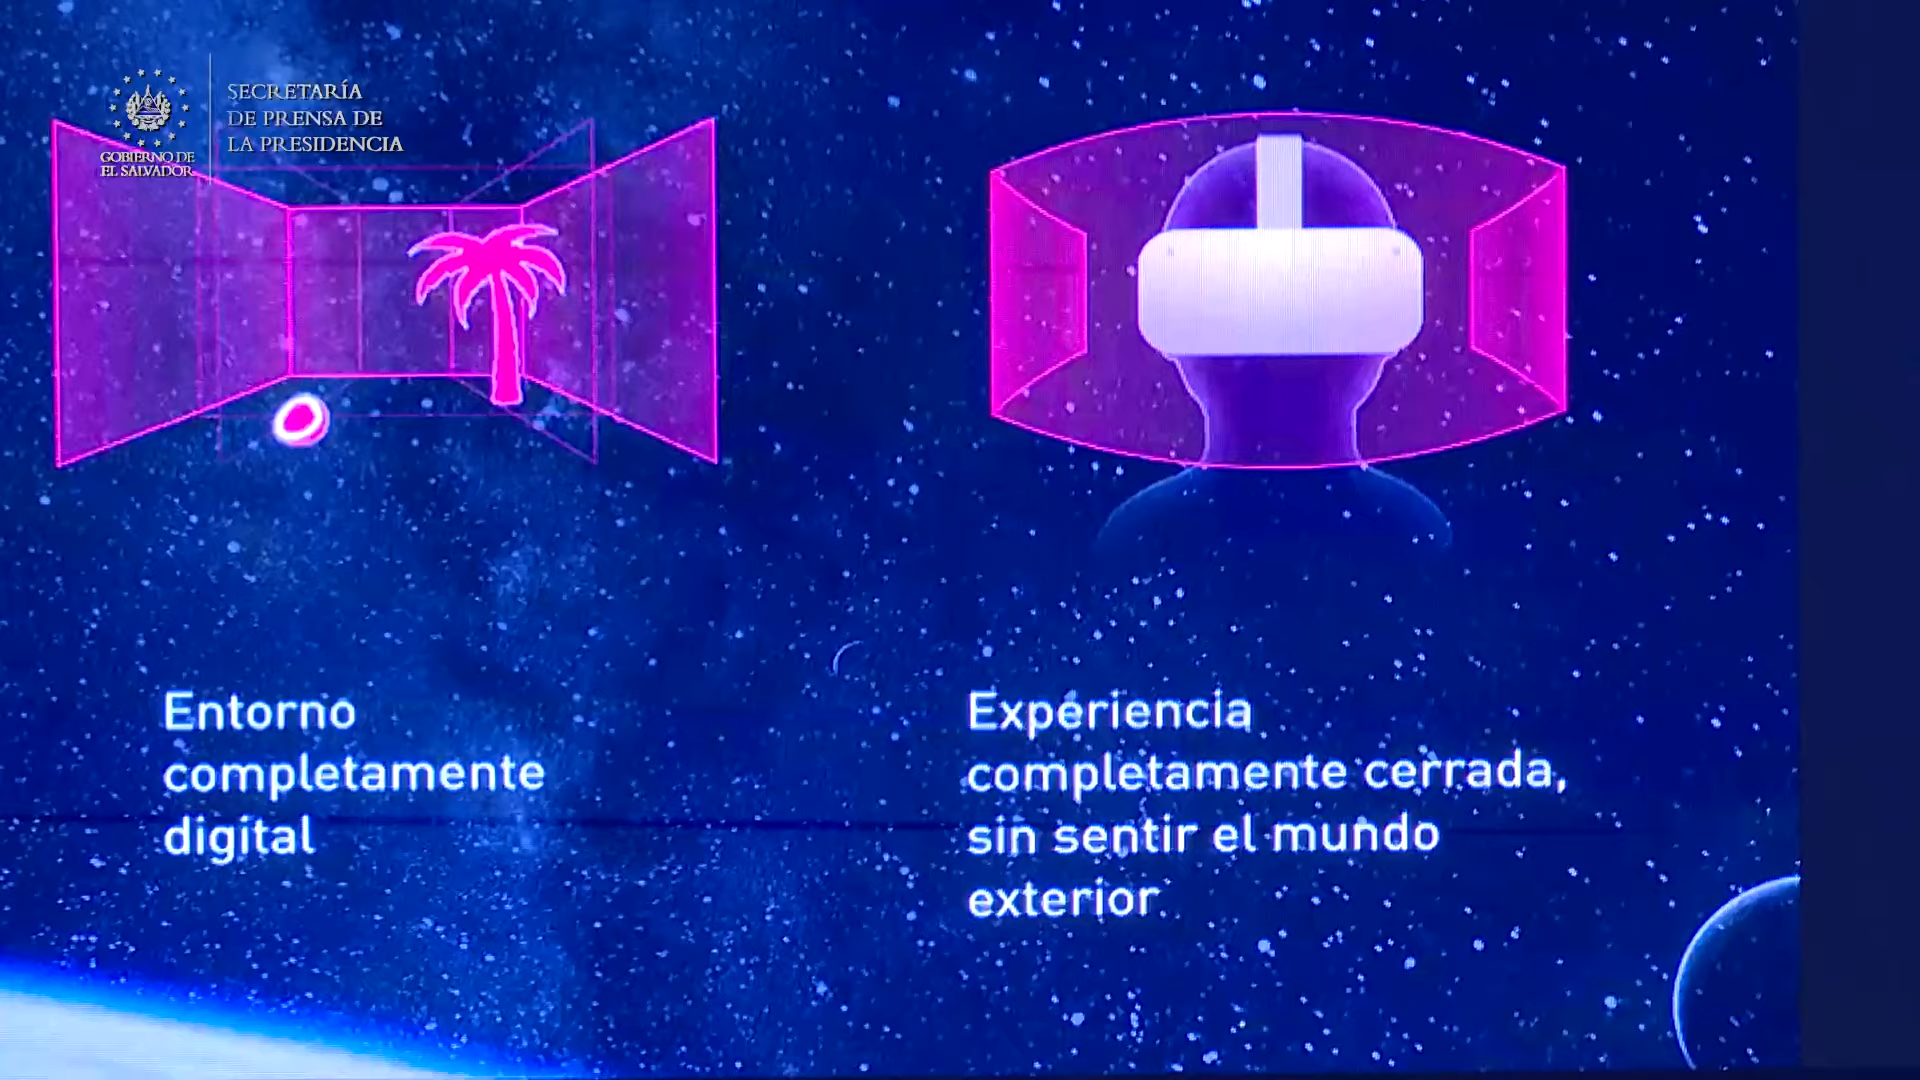 GOBIERNO DE
EL SALVADOR
SECRETARÍA
DE PRENSA DE
LA PRESIDENCIA
Entorno
completamente
digital
Experiencia
completamente cerrada,
sin sentir el mundo
exterior